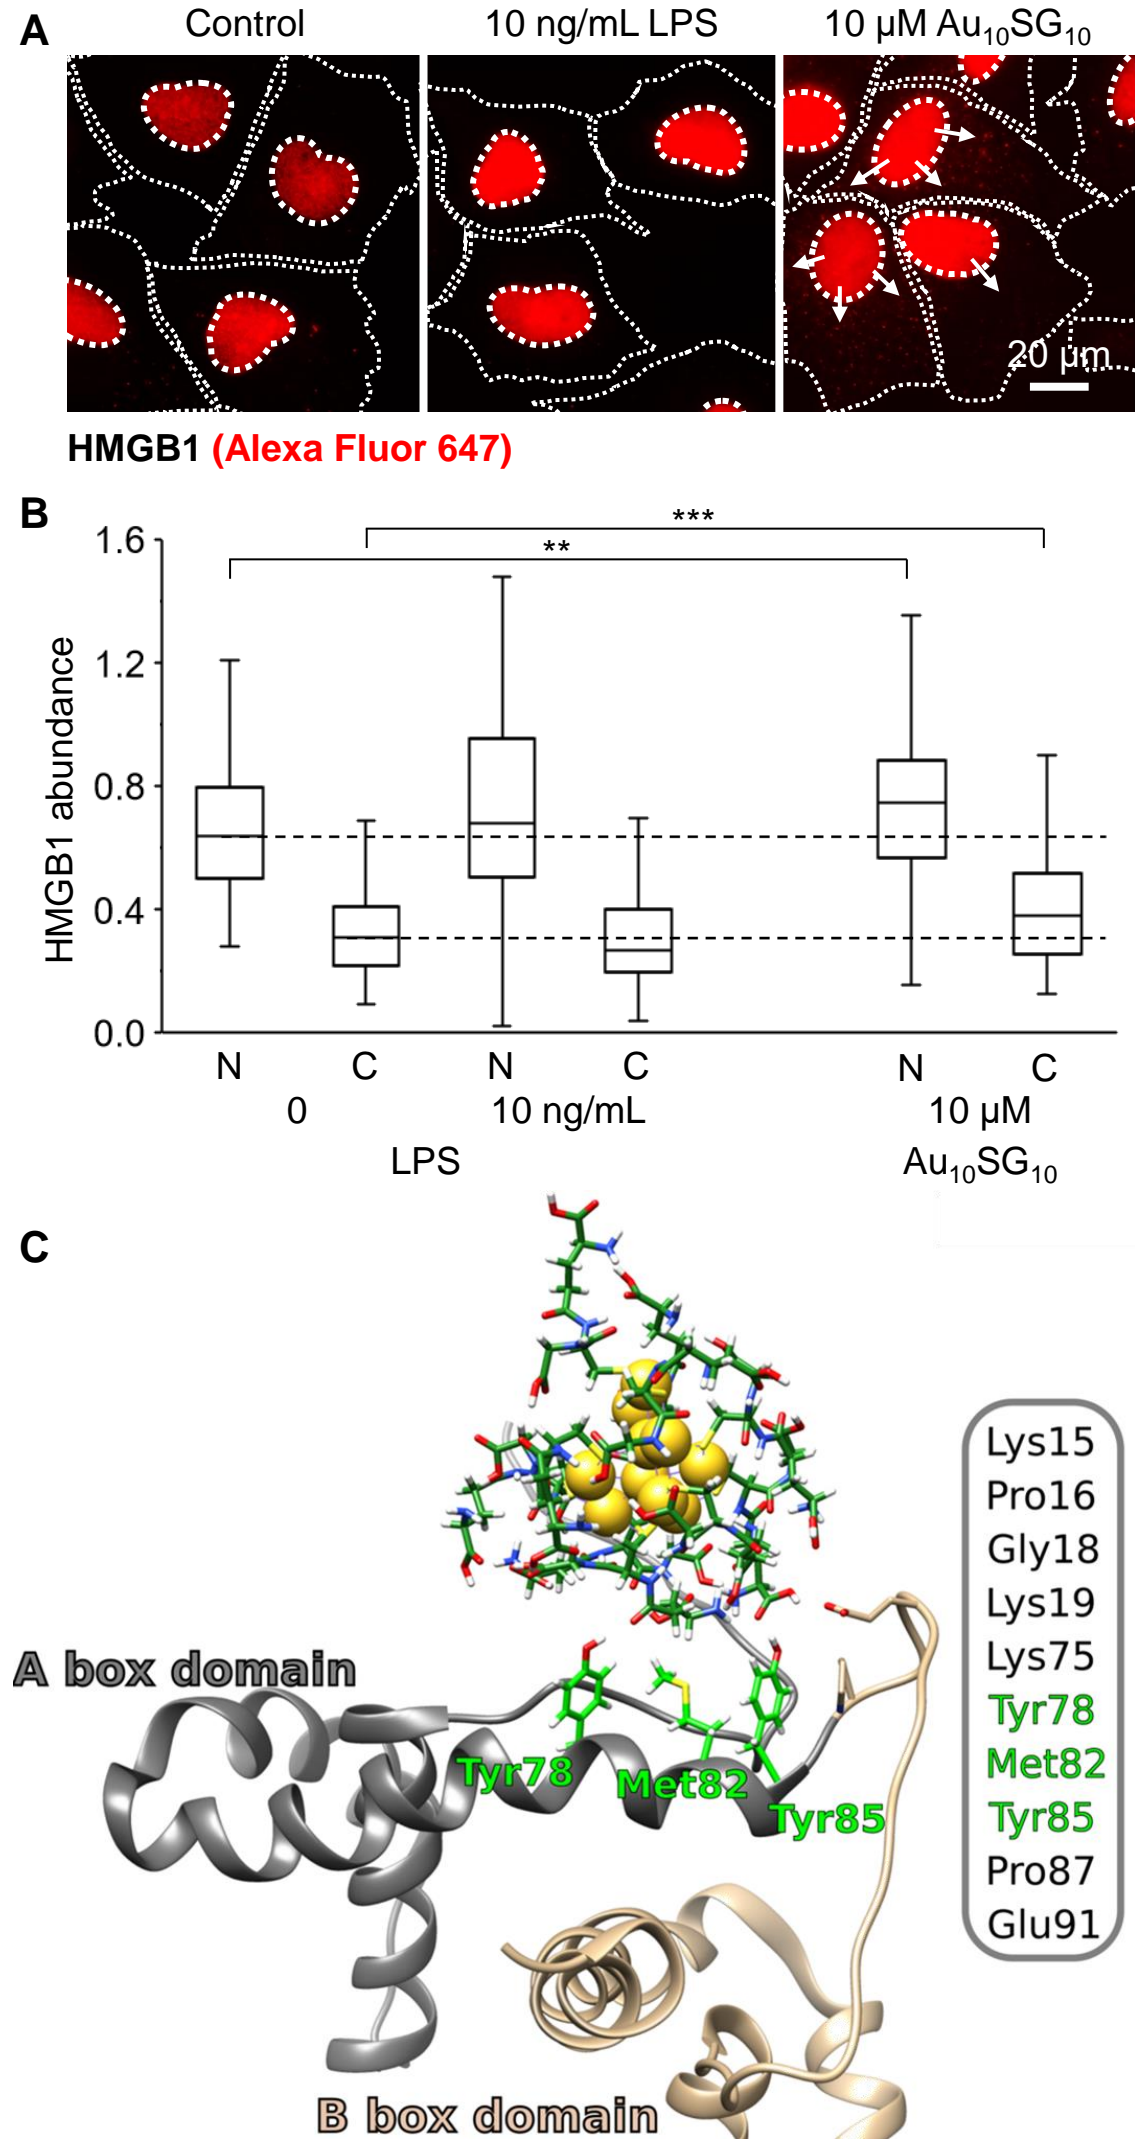 A
Control
10 ng/mL LPS
10 µM Au₁₀SG₁₀
20 µm
HMGB1 (Alexa Fluor 647)
B
***
**
HMGB1 abundance
1.6
1.2
0.8
0.4
0.0
N
C
N
C
N
C
0
10 ng/mL
10 µM
LPS
Au₁₀SG₁₀
C
A box domain
Tyr78
Met82
Tyr85
B box domain
Lys15
Pro16
Gly18
Lys19
Lys75
Tyr78
Met82
Tyr85
Pro87
Glu91